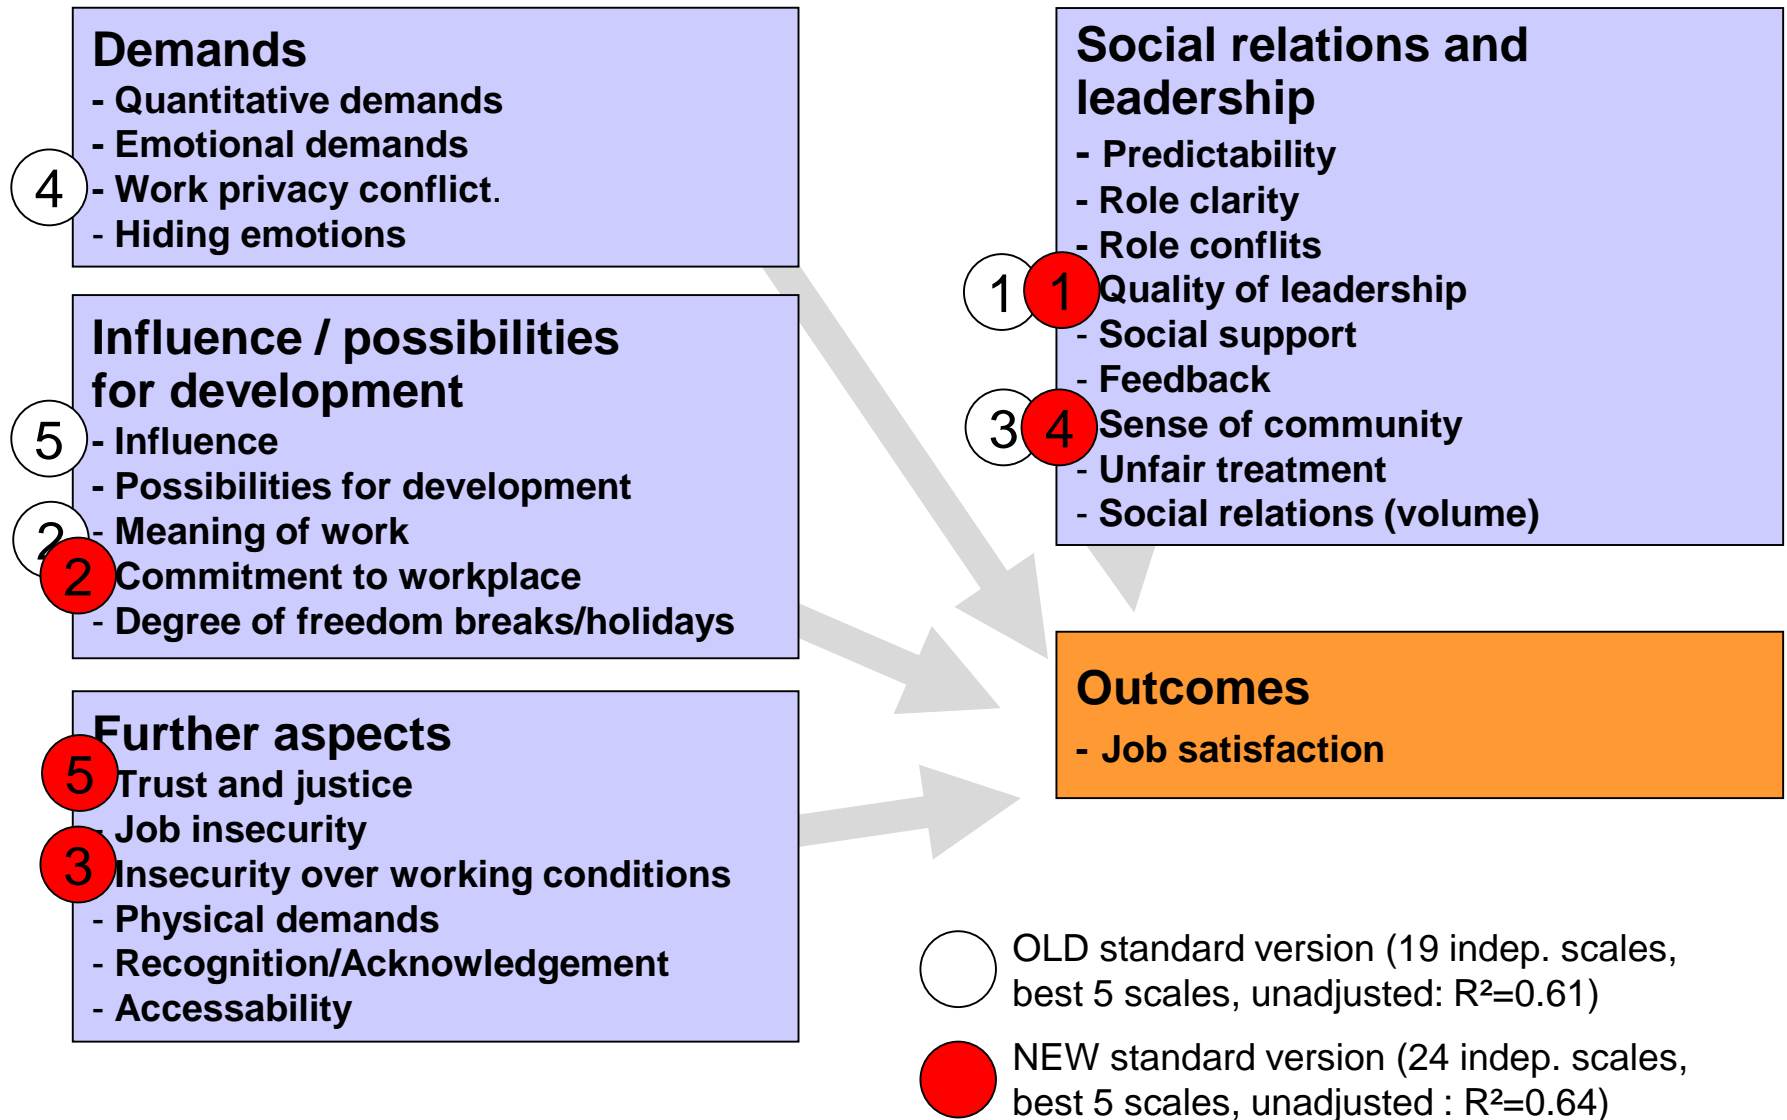 Demands
- Quantitative demands
- Emotional demands
4 - Work privacy conflict.
- Hiding emotions
Influence / possibilities
for development
5 - Influence
- Possibilities for development
2 - Meaning of work
2 Commitment to workplace
- Degree of freedom breaks/holidays
Further aspects
5 Trust and justice
- Job insecurity
3 Insecurity over working conditions
- Physical demands
- Recognition/Acknowledgement
- Accessability
Social relations and
leadership
- Predictability
- Role clarity
- Role conflits
1 1 Quality of leadership
- Social support
- Feedback
3 4 Sense of community
- Unfair treatment
- Social relations (volume)
Outcomes
- Job satisfaction
OLD standard version (19 indep. scales,
best 5 scales, unadjusted: R²=0.61)
NEW standard version (24 indep. scales,
best 5 scales, unadjusted : R²=0.64)